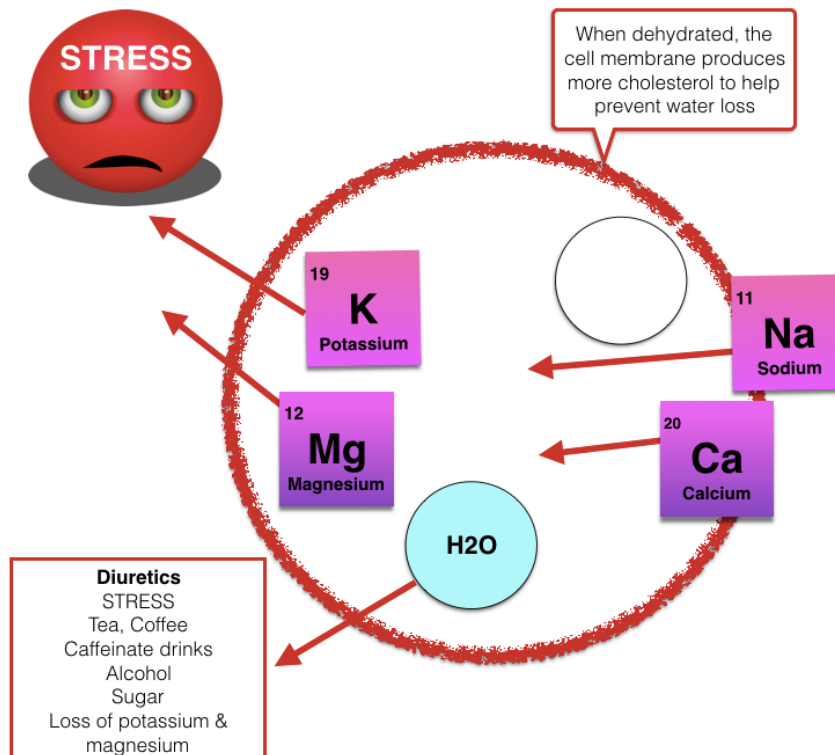 STRESS
When dehydrated, the
cell membrane produces
more cholesterol to help
prevent water loss
19
K
Potassium
11
Na
Sodium
12
Mg
Magnesium
20
Ca
Calcium
H2O
Diuretics
STRESS
Tea, Coffee
Caffeinate drinks
Alcohol
Sugar
Loss of potassium &
magnesium